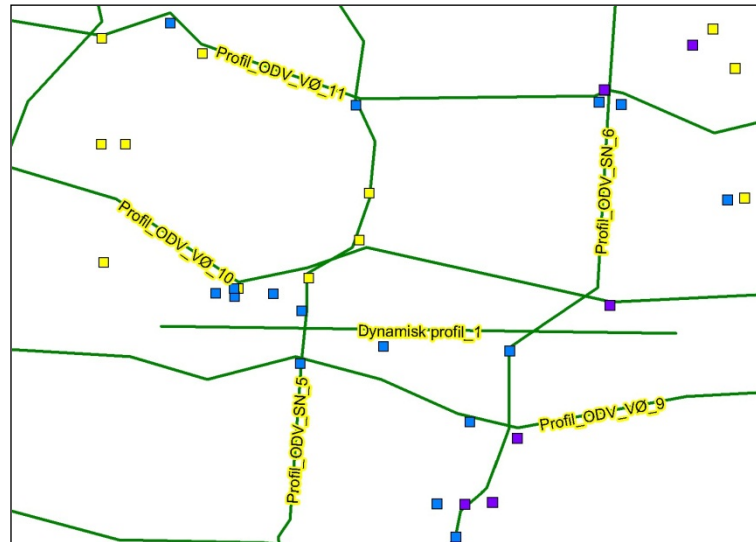 Profil_ODV_VØ_11
Profil_ODV_SN_6
Profil_ODV_VØ_10
Dynamisk profil_1
Profil_ODV_SN_5
Profil_ODV_VØ_9